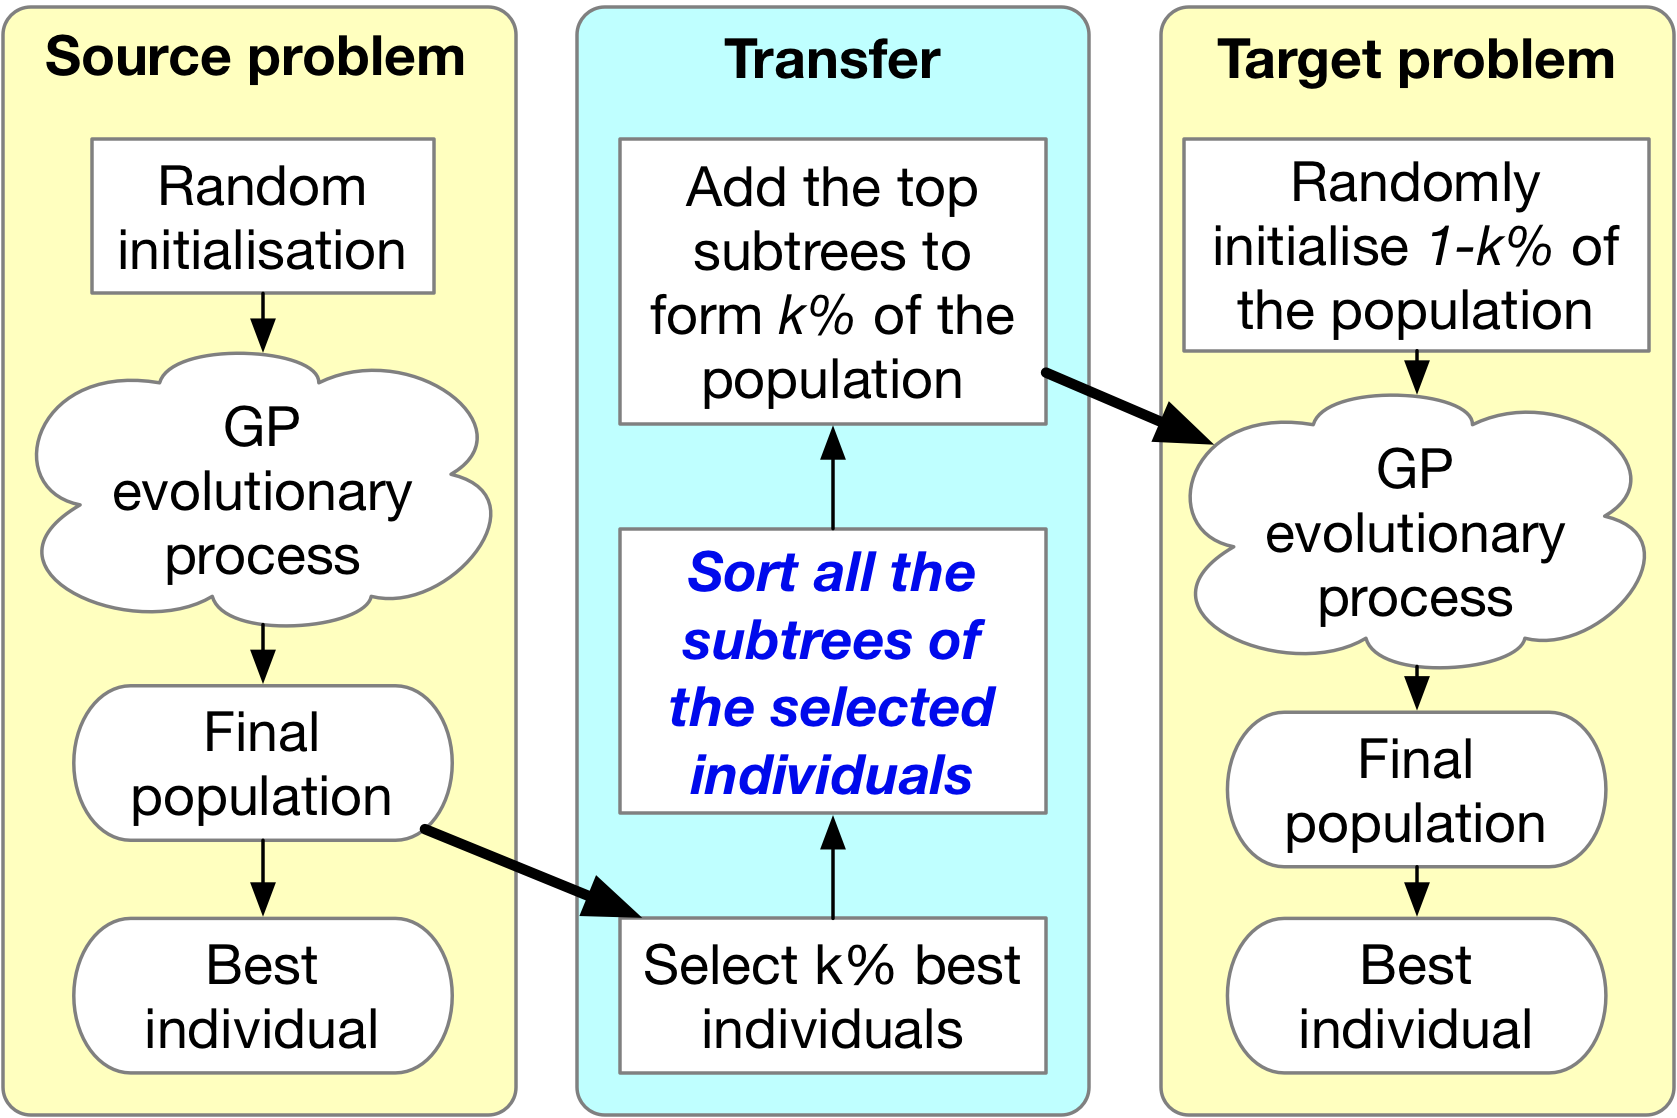 Source problem
Random
initialisation
GP
evolutionary
process
Final
population
Best
individual
Transfer
Add the top
subtrees to
form k% of the
population
Sort all the
subtrees of
the selected
individuals
Select k% best
individuals
Target problem
Randomly
initialise 1-k% of
the population
GP
evolutionary
process
Final
population
Best
individual